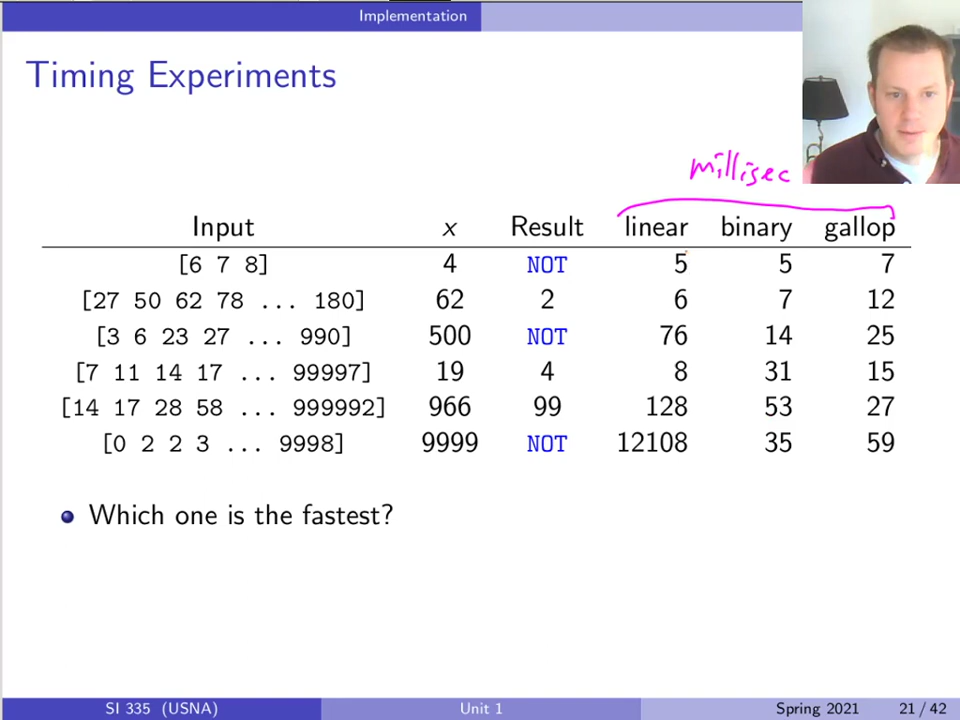 Implementation
Timing Experiments
millisec
Input x Result linear binary gallop
[6 7 8] 4 NOT 5 5 7
[27 50 62 78 ... 180] 62 2 6 7 12
[3 6 23 27 ... 990] 500 NOT 76 14 25
[7 11 14 17 ... 99997] 19 4 8 31 15
[14 17 28 58 ... 999992] 966 99 128 53 27
[0 2 2 3 ... 9998] 9999 NOT 12108 35 59
Which one is the fastest?
SI 335 (USNA) Unit 1 Spring 2021 21 / 42